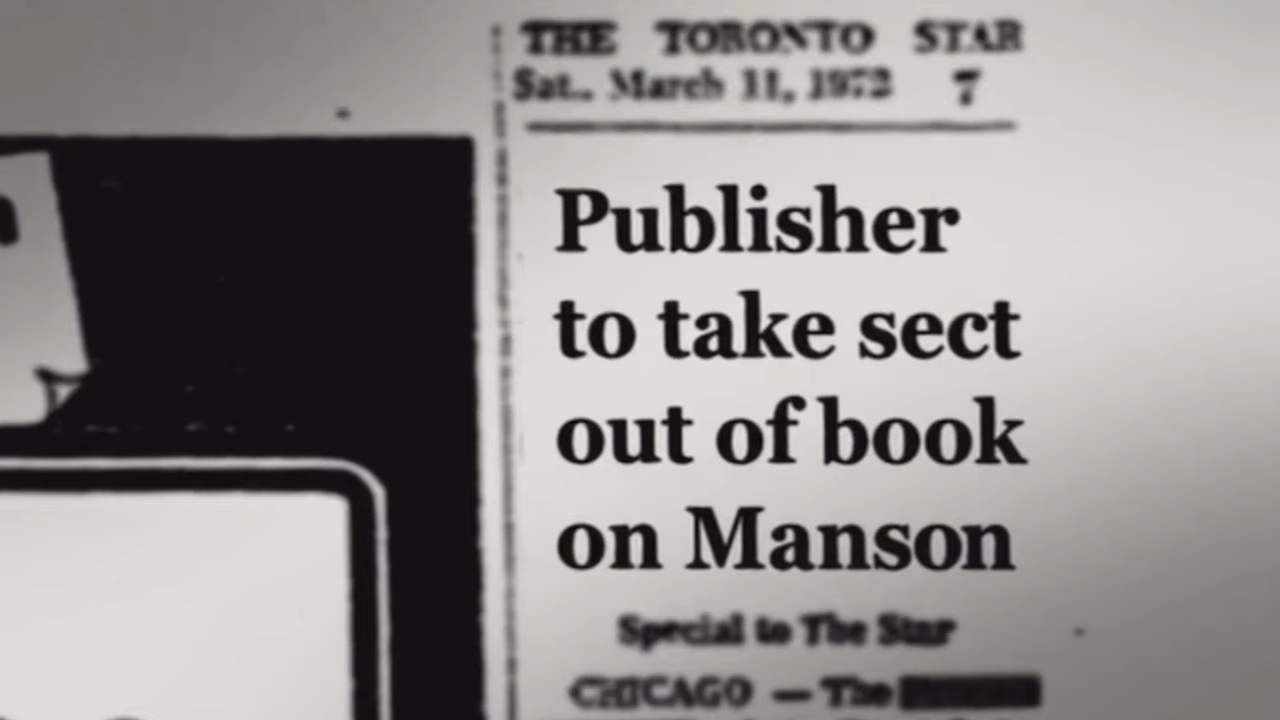 THE TORONTO STAR
Sat., March 11, 1972 7
Publisher
to take sect
out of book
on Manson
Special to The Star
CHICAGO — The